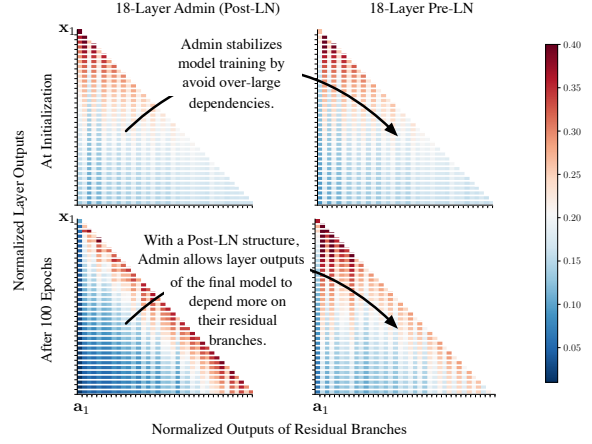 18-Layer Admin (Post-LN)
18-Layer Pre-LN
Normalized Layer Outputs
At Initialization
x1
Admin stabilizes
model training by
avoid over-large
dependencies.
After 100 Epochs
x1
With a Post-LN structure,
Admin allows layer outputs
of the final model to
depend more on
their residual
branches.
a1
a1
Normalized Outputs of Residual Branches
0.40
0.35
0.30
0.25
0.20
0.15
0.10
0.05